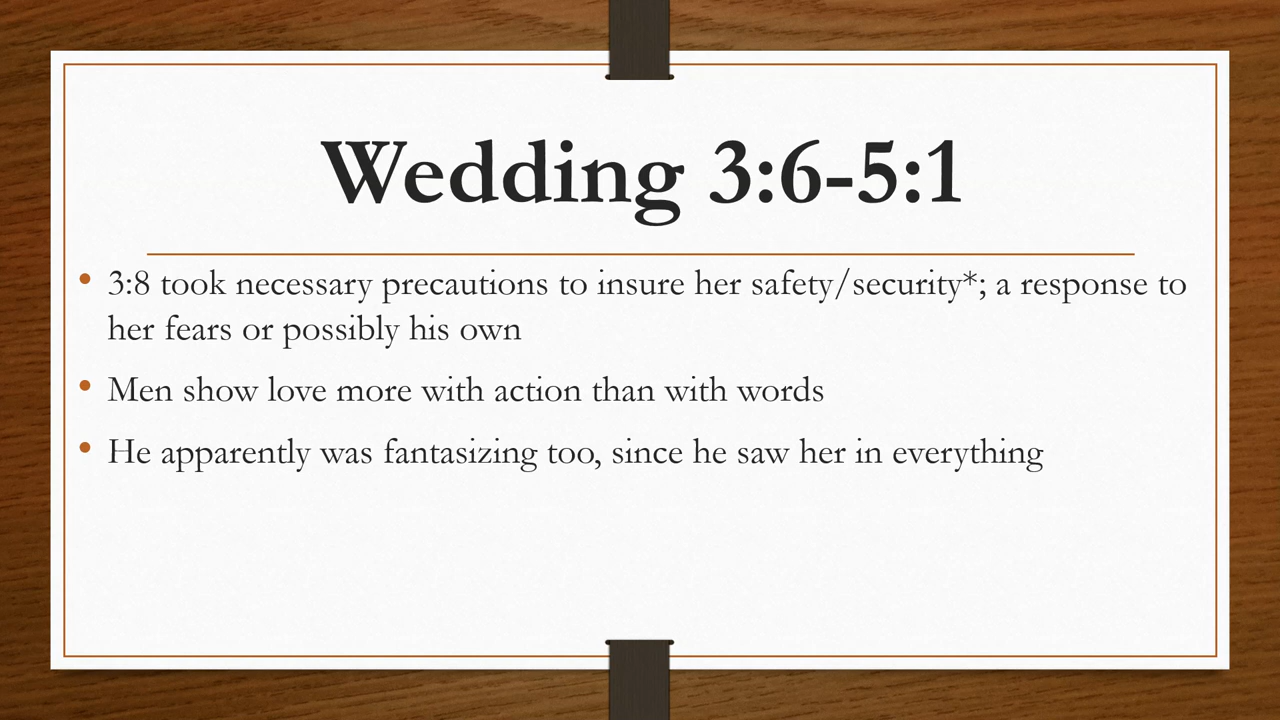 Wedding 3:6-5:1
• 3:8 took necessary precautions to insure her safety/security*; a response to
her fears or possibly his own
• Men show love more with action than with words
• He apparently was fantasizing too, since he saw her in everything